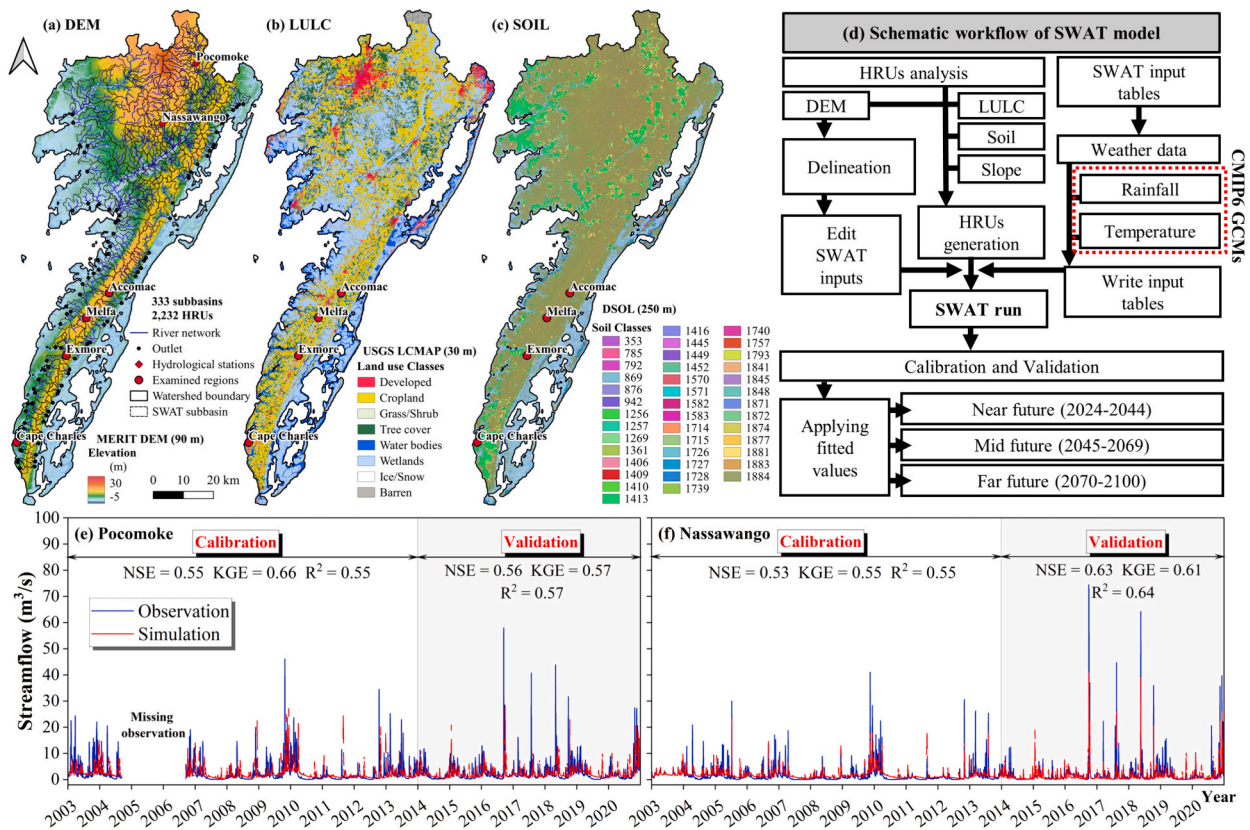 (a) DEM
Pocomoke
Nassawango
Accomac
Melfa
Exmore
Cape Charles
333 subbasins
2,232 HRUs
River network
Outlet
Hydrological stations
Examined regions
Watershed boundary
SWAT subbasin
MERIT DEM (90 m)
Elevation
(m)
30
-5
0 10 20 km
(b) LULC
Accomac
Melfa
Exmore
Cape Charles
USGS LCMAP (30 m)
Land use Classes
Developed
Cropland
Grass/Shrub
Tree cover
Water bodies
Wetlands
Ice/Snow
Barren
(c) SOIL
Accomac
Melfa
Exmore
Cape Charles
DSOL (250 m)
Soil Classes
353
785
792
869
876
942
1256
1257
1269
1361
1406
1409
1410
1413
1416
1445
1449
1452
1570
1571
1582
1583
1714
1715
1726
1727
1728
1739
1740
1757
1793
1841
1845
1848
1871
1872
1874
1877
1881
1883
1884
(d) Schematic workflow of SWAT model
HRUs analysis
DEM
LULC
Soil
Slope
Delineation
Edit
SWAT
inputs
HRUs
generation
SWAT input
tables
Weather data
Rainfall
Temperature
CMIP6 GCMs
Write input
tables
SWAT run
Calibration and Validation
Applying
fitted
values
Near future (2024-2044)
Mid future (2045-2069)
Far future (2070-2100)
(e) Pocomoke
Calibration
NSE = 0.55 KGE = 0.66 R² = 0.55
Validation
NSE = 0.56 KGE = 0.57
R² = 0.57
Observation
Simulation
Missing
observation
Streamflow (m³/s)
100
90
80
70
60
50
40
30
20
10
0
2003 2004 2005 2006 2007 2008 2009 2010 2011 2012 2013 2014 2015 2016 2017 2018 2019 2020
(f) Nassawango
Calibration
NSE = 0.53 KGE = 0.55 R² = 0.55
Validation
NSE = 0.63 KGE = 0.61
R² = 0.64
2003 2004 2005 2006 2007 2008 2009 2010 2011 2012 2013 2014 2015 2016 2017 2018 2019 2020
Year